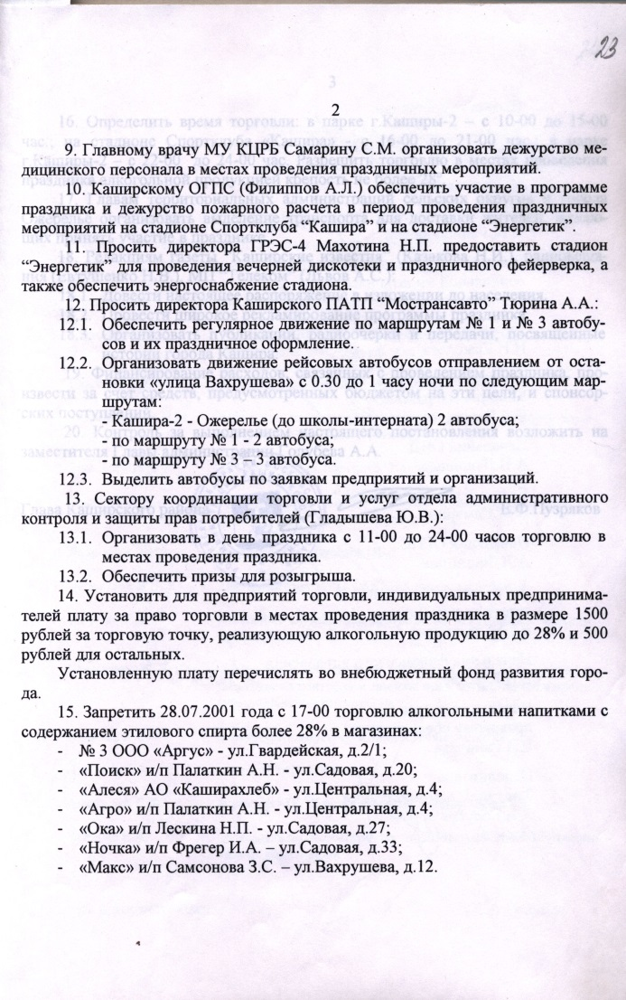 23
2
9. Главному врачу МУ КЦРБ Самарину С.М. организовать дежурство ме-
дицинского персонала в местах проведения праздничных мероприятий.
10. Каширскому ОГПС (Филиппов А.Л.) обеспечить участие в программе
праздника и дежурство пожарного расчета в период проведения праздничных
мероприятий на стадионе Спортклуба “Кашира” и на стадионе “Энергетик”.
11. Просить директора ГРЭС-4 Махотина Н.П. предоставить стадион
“Энергетик” для проведения вечерней дискотеки и праздничного фейерверка, а
также обеспечить энергоснабжение стадиона.
12. Просить директора Каширского ПАТП “Мострансавто” Тюрина А.А.:
12.1. Обеспечить регулярное движение по маршрутам № 1 и № 3 автобу-
сов и их праздничное оформление.
12.2. Организовать движение рейсовых автобусов отправлением от оста-
новки «улица Вахрушева» с 0.30 до 1 часу ночи по следующим мар-
шрутам:
- Кашира-2 - Ожерелье (до школы-интерната) 2 автобуса;
- по маршруту № 1 - 2 автобуса;
- по маршруту № 3 – 3 автобуса.
12.3. Выделить автобусы по заявкам предприятий и организаций.
13. Сектору координации торговли и услуг отдела административного
контроля и защиты прав потребителей (Гладышева Ю.В.):
13.1. Организовать в день праздника с 11-00 до 24-00 часов торговлю в
местах проведения праздника.
13.2. Обеспечить призы для розыгрыша.
14. Установить для предприятий торговли, индивидуальных предпринима-
телей плату за право торговли в местах проведения праздника в размере 1500
рублей за торговую точку, реализующую алкогольную продукцию до 28% и 500
рублей для остальных.
Установленную плату перечислять во внебюджетный фонд развития горо-
да.
15. Запретить 28.07.2001 года с 17-00 торговлю алкогольными напитками с
содержанием этилового спирта более 28% в магазинах:
- № 3 ООО «Аргус» - ул.Гвардейская, д.2/1;
- «Поиск» и/п Палаткин А.Н. - ул.Садовая, д.20;
- «Алеся» АО «Каширахлеб» - ул.Центральная, д.4;
- «Агро» и/п Палаткин А.Н. - ул.Центральная, д.4;
- «Ока» и/п Лескина Н.П. - ул.Садовая, д.27;
- «Ночка» и/п Фрегер И.А. – ул.Садовая, д.33;
- «Макс» и/п Самсонова З.С. – ул.Вахрушева, д.12.